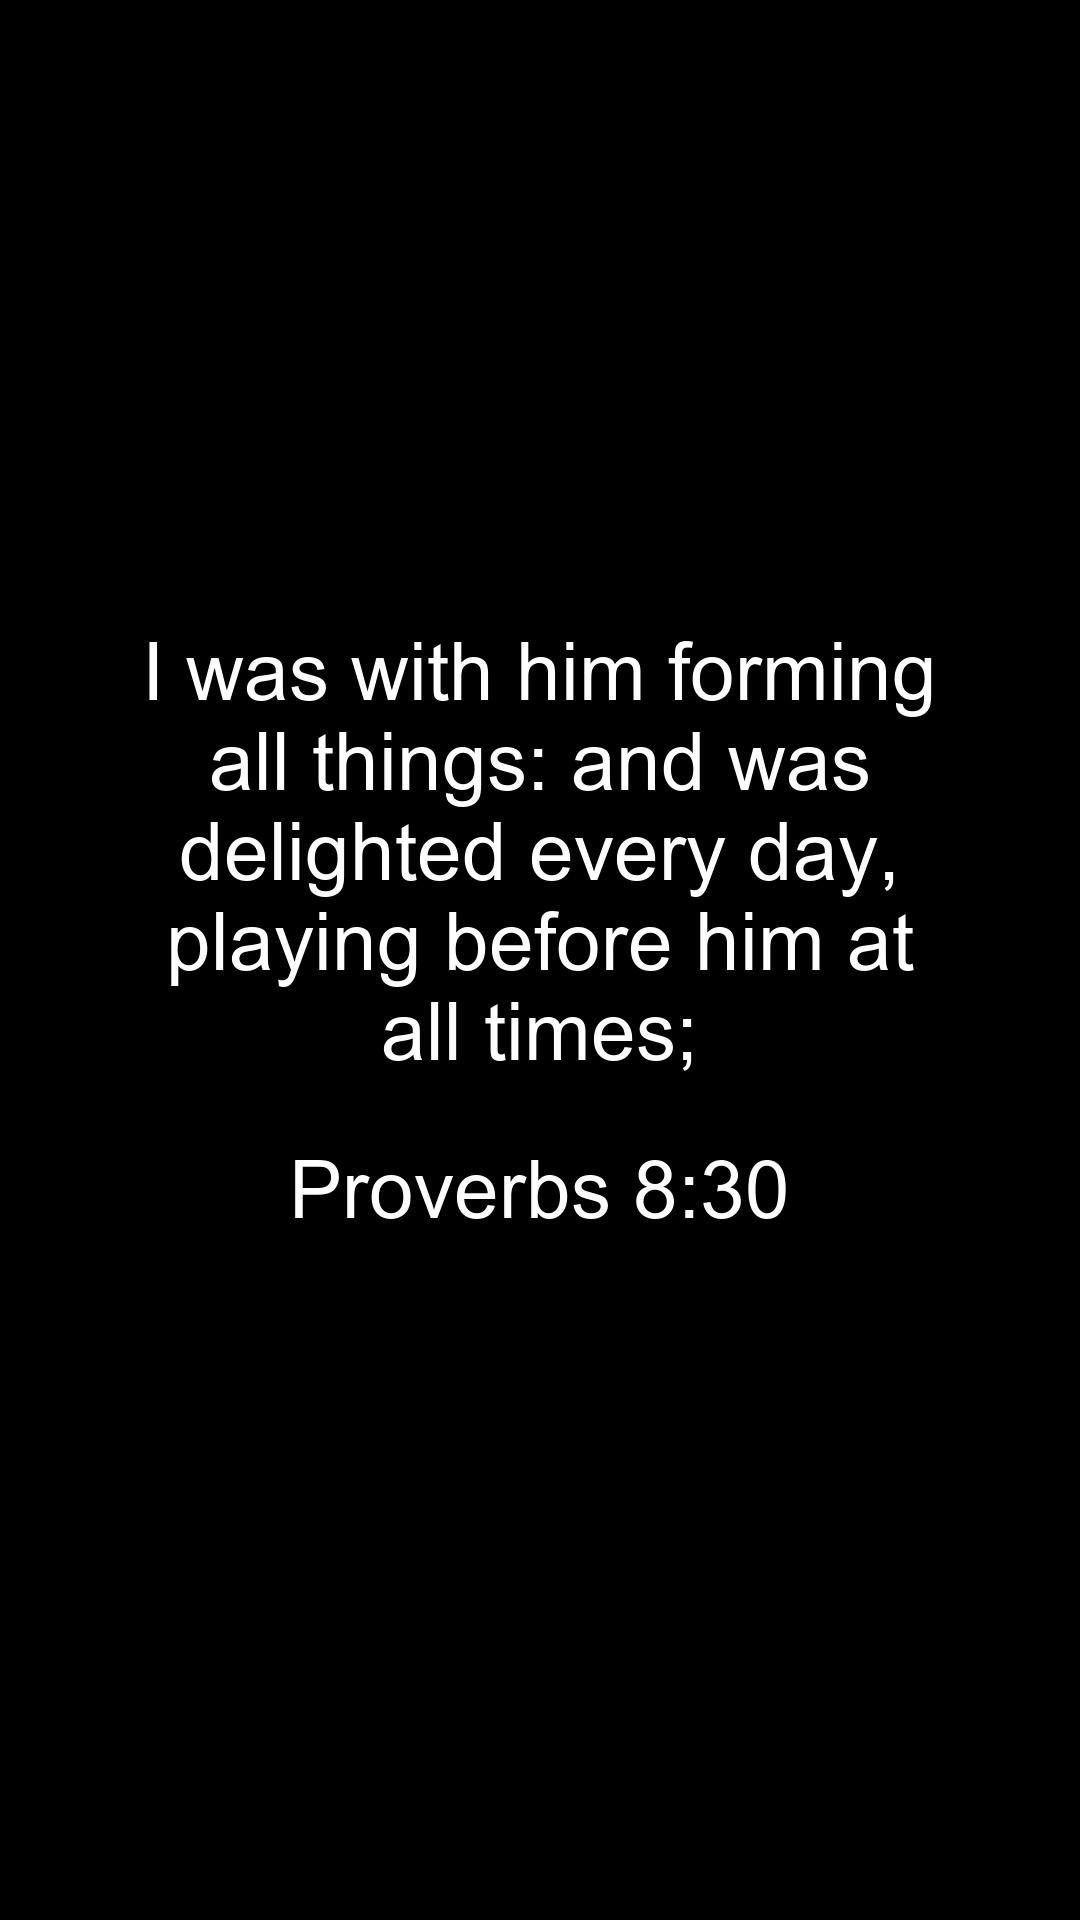 I was with him forming
all things: and was
delighted every day,
playing before him at
all times;
Proverbs 8:30